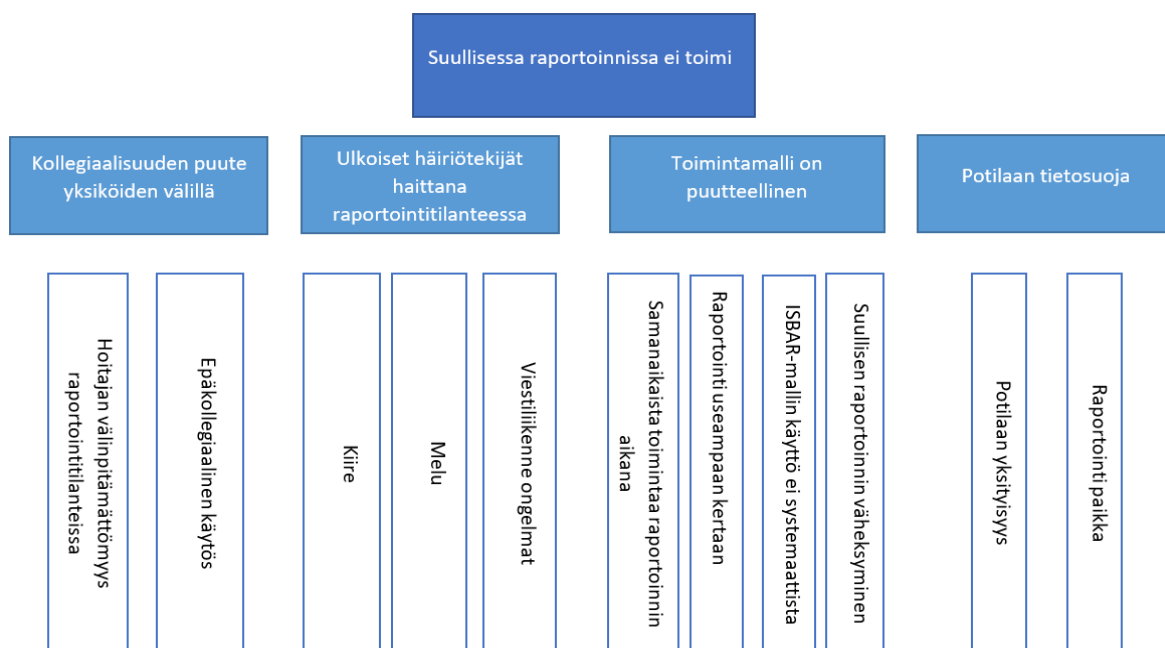 Suullisessa raportoinnissa ei toimi
Kollegiaalisuuden puute
yksiköiden välillä
Ulkoiset häiriötekijät
haittana
raportointitilanteessa
Toimintamalli on
puutteellinen
Potilaan tietosuoja
Hoitajan välinpitämättömyys
raportointitilanteissa
Epäkollegiaalinen käytös
Kiire
Melu
Viestiliikenne ongelmat
Samanaikaista toimintaa raportoinnin
aikana
Raportointi useampaan kertaan
ISBAR-mallin käyttö ei systemaattista
Suullisen raportoinnin väheksyminen
Potilaan yksityisyys
Raportointi paikka